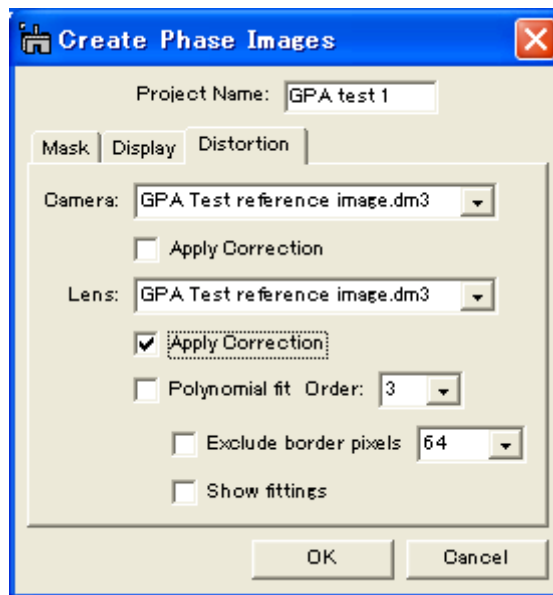 Create Phase Images
Project Name: GPA test 1
Mask Display Distortion
Camera: GPA Test reference image.dm3
Apply Correction
Lens: GPA Test reference image.dm3
Apply Correction
Polynomial fit Order: 3
Exclude border pixels 64
Show fittings
OK Cancel